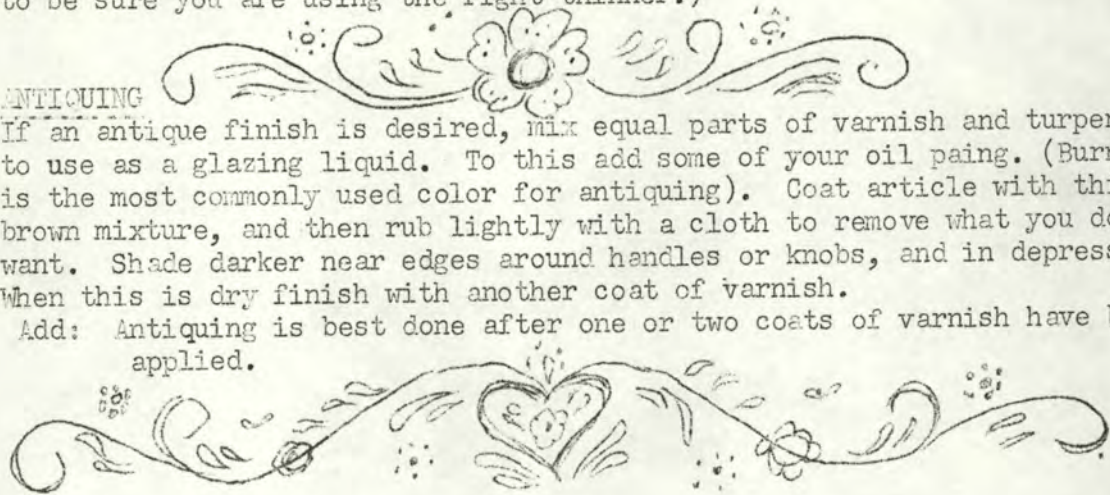 to be sure you are using the right thinner.)
ANTIQUING
If an antique finish is desired, mix equal parts of varnish and turpen
to use as a glazing liquid. To this add some of your oil paing. (Burn
is the most commonly used color for antiquing). Coat article with thi
brown mixture, and then rub lightly with a cloth to remove what you do
want. Shade darker near edges around handles or knobs, and in depress
When this is dry finish with another coat of varnish.
Add: Antiquing is best done after one or two coats of varnish have b
applied.